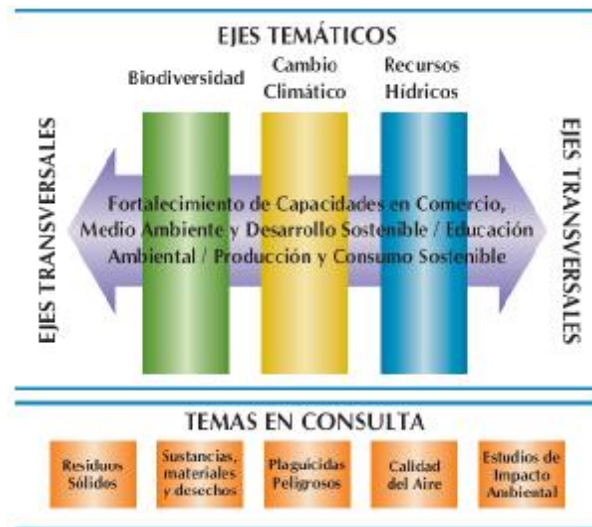 EJES TEMÁTICOS
Biodiversidad
Cambio
Climático
Recursos
Hídricos
EJES TRANSVERSALES
Fortalecimiento de Capacidades en Comercio,
Medio Ambiente y Desarrollo Sostenible / Educación
Ambiental / Producción y Consumo Sostenible
EJES TRANSVERSALES
TEMAS EN CONSULTA
Residuos
Sólidos
Sustancias,
materiales
y desechos
Plaguícidas
Peligrosos
Calidad
del Aire
Estudios de
Impacto
Ambiental